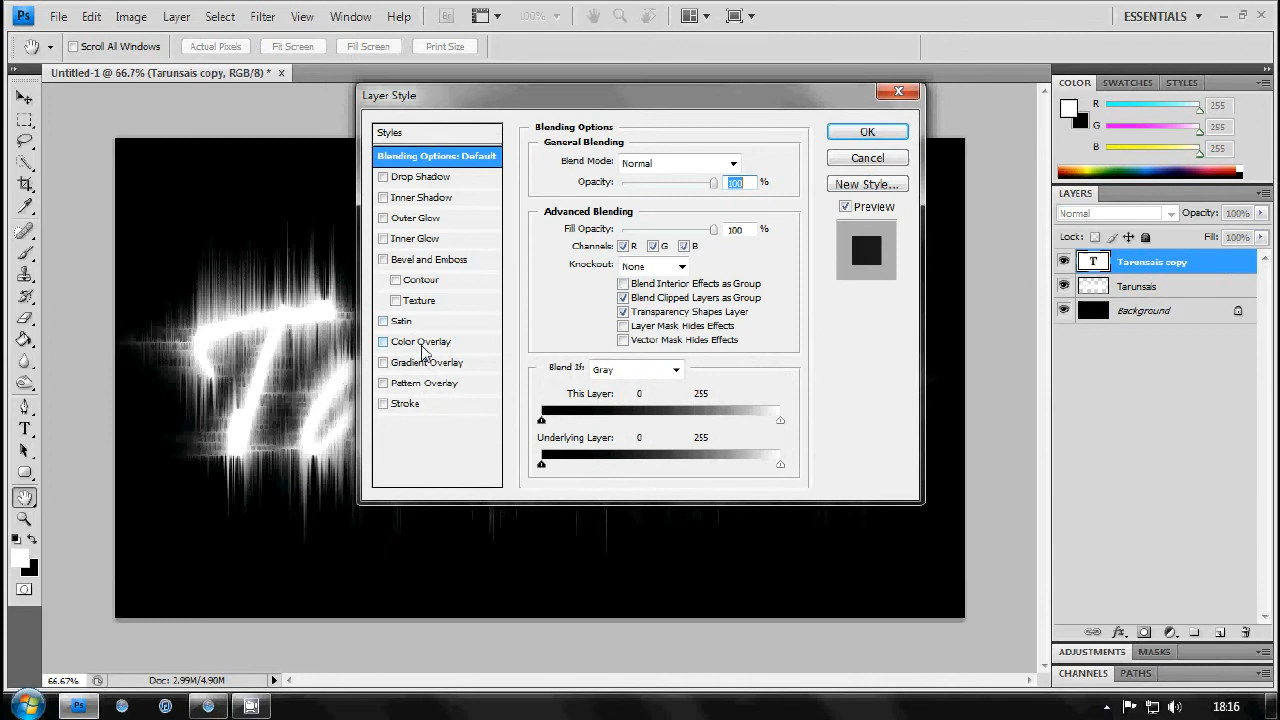 Ps File Edit Image Layer Select Filter View Window Help Br 100% ESSENTIALS
Scroll All Windows Actual Pixels Fit Screen Fill Screen Print Size
Untitled-1 @ 66.7% (Tarunsais copy, RGB/8) * x
Layer Style
Styles
Blending Options: Default
Drop Shadow
Inner Shadow
Outer Glow
Inner Glow
Bevel and Emboss
Contour
Texture
Satin
Color Overlay
Gradient Overlay
Pattern Overlay
Stroke
Blending Options
General Blending
Blend Mode: Normal
Opacity: 100 %
Advanced Blending
Fill Opacity: 100 %
Channels: R G B
Knockout: None
Blend Interior Effects as Group
Blend Clipped Layers as Group
Transparency Shapes Layer
Layer Mask Hides Effects
Vector Mask Hides Effects
Blend If: Gray
This Layer: 0 255
Underlying Layer: 0 255
OK
Cancel
New Style...
Preview
COLOR SWATCHES STYLES
R 255
G 255
B 255
LAYERS
Normal Opacity: 100%
Lock: Fill: 100%
T Tarunsais copy
Tarunsais
Background
fx
ADJUSTMENTS MASKS
CHANNELS PATHS
T
66.67% Doc: 2.99M/4.90M
Ps 18:16